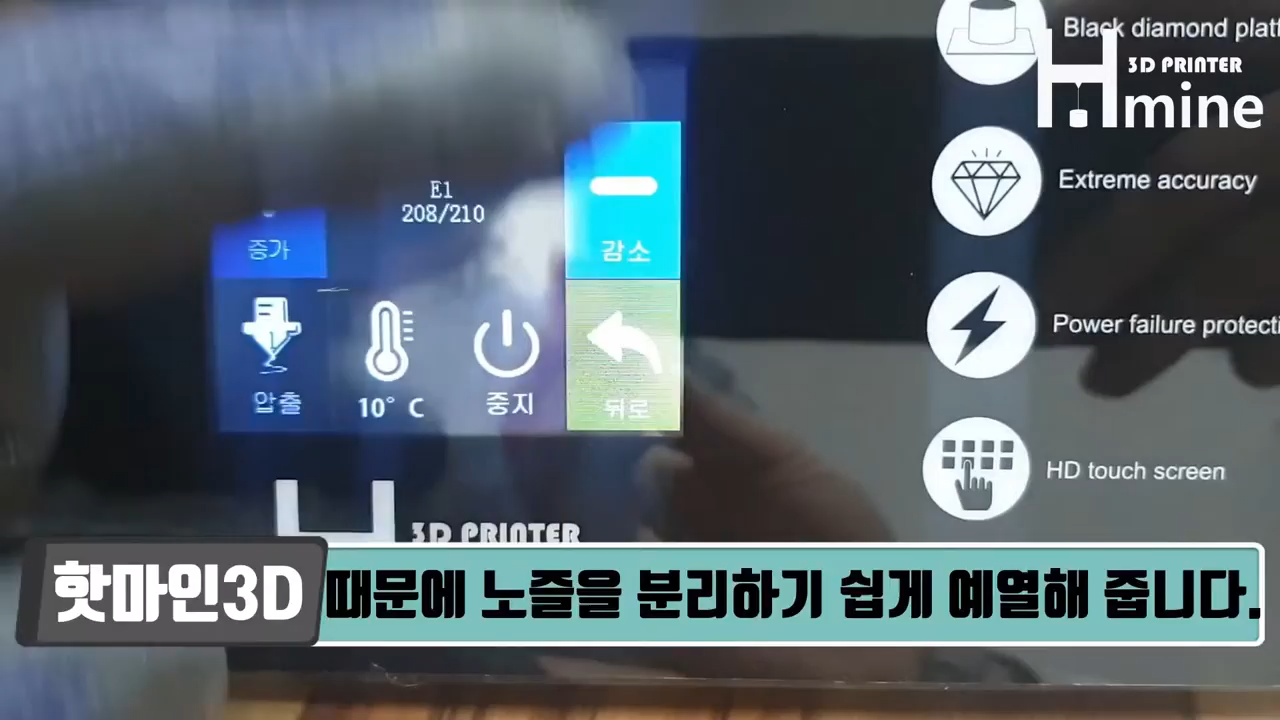 Black diamond platf
3D PRINTER
Hmine
E1
208/210
증가
감소
Extreme accuracy
압출
10° C
중지
뒤로
Power failure protecti
HD touch screen
H 3D PRINTER
핫마인3D
때문에 노즐을 분리하기 쉽게 예열해 줍니다.